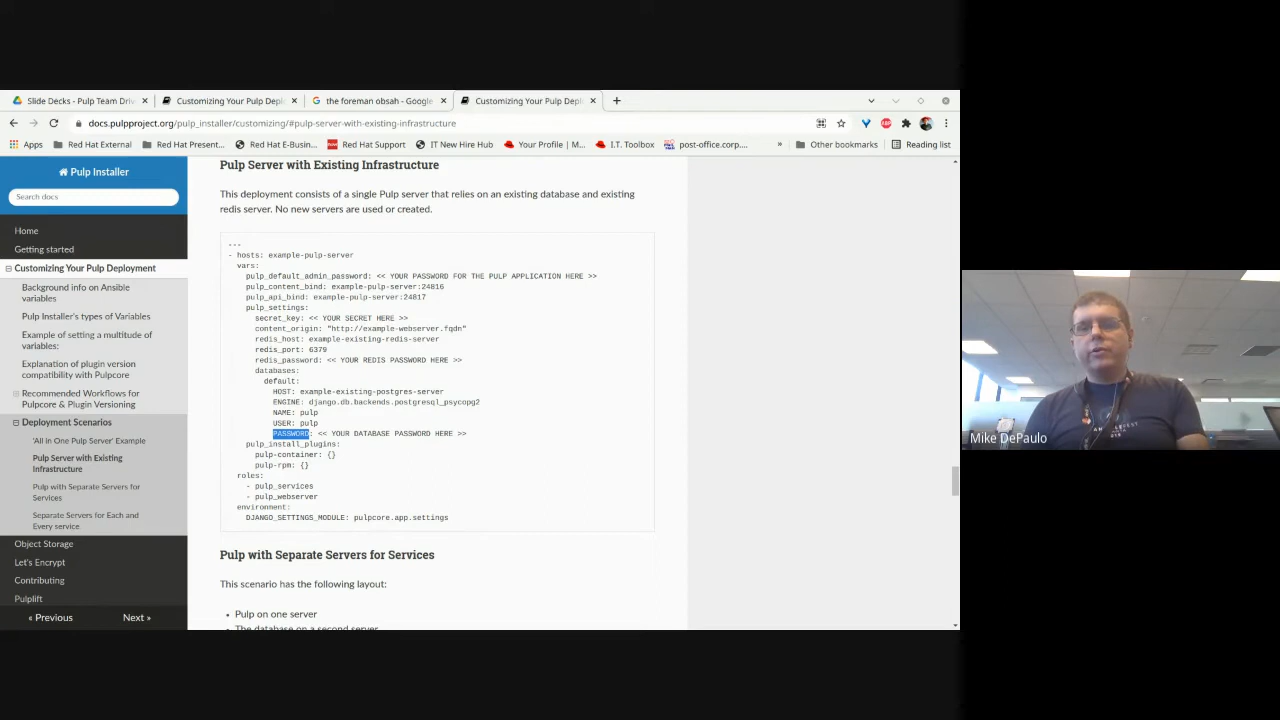 Slide Decks - Pulp Team Driv
Customizing Your Pulp Depl
the foreman obsah - Google
Customizing Your Pulp Depl
docs.pulpproject.org/pulp_installer/customizing/#pulp-server-with-existing-infrastructure
Apps
Red Hat External
Red Hat Present...
Red Hat E-Busin...
Red Hat Support
IT New Hire Hub
Your Profile | M...
I.T. Toolbox
post-office.corp....
»
Other bookmarks
Reading list
Pulp Installer
Search docs
Home
Getting started
Customizing Your Pulp Deployment
Background info on Ansible
variables
Pulp Installer's types of Variables
Example of setting a multitude of
variables:
Explanation of plugin version
compatibility with Pulpcore
Recommended Workflows for
Pulpcore & Plugin Versioning
Deployment Scenarios
'All In One Pulp Server' Example
Pulp Server with Existing
Infrastructure
Pulp with Separate Servers for
Services
Separate Servers for Each and
Every service
Object Storage
Let's Encrypt
Contributing
Pulplift
« Previous
Next »
Pulp Server with Existing Infrastructure
This deployment consists of a single Pulp server that relies on an existing database and existing
redis server. No new servers are used or created.
---
- hosts: example-pulp-server
vars:
pulp_default_admin_password: << YOUR PASSWORD FOR THE PULP APPLICATION HERE >>
pulp_content_bind: example-pulp-server:24816
pulp_api_bind: example-pulp-server:24817
pulp_settings:
secret_key: << YOUR SECRET HERE >>
content_origin: "http://example-webserver.fqdn"
redis_host: example-existing-redis-server
redis_port: 6379
redis_password: << YOUR REDIS PASSWORD HERE >>
databases:
default:
HOST: example-existing-postgres-server
ENGINE: django.db.backends.postgresql_psycopg2
NAME: pulp
USER: pulp
PASSWORD: << YOUR DATABASE PASSWORD HERE >>
pulp_install_plugins:
pulp-container: {}
pulp-rpm: {}
roles:
- pulp_services
- pulp_webserver
environment:
DJANGO_SETTINGS_MODULE: pulpcore.app.settings
Pulp with Separate Servers for Services
This scenario has the following layout:
• Pulp on one server
• The database on a second server
Mike DePaulo